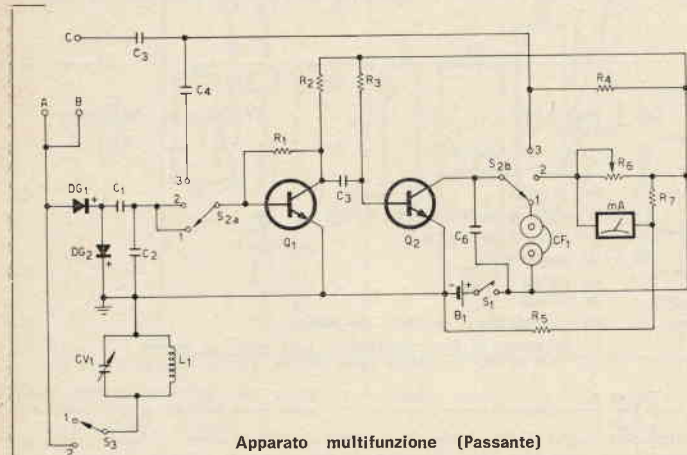 C
C3
C4
R2
R3
R4
A
B
R1
3
DG1
+
C1
2
1
S2a
C3
S2b
3
2
1
R6
R7
mA
DG2
+
C2
Q1
Q2
C6
CF1
-
+
B1
S1
R5
CV1
L1
1
2
S3
Apparato multifunzione (Passante)